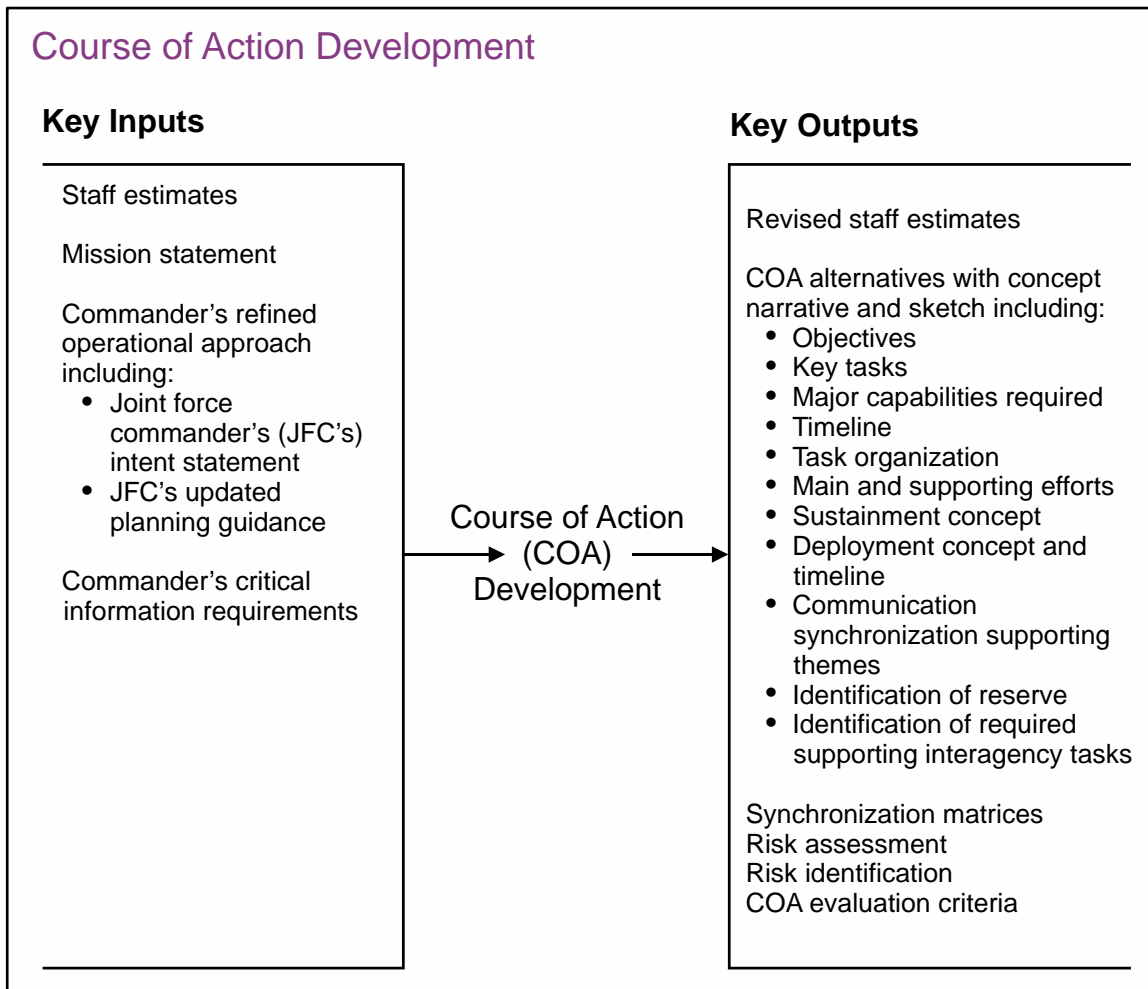 Course of Action Development
Key Inputs
Staff estimates
Mission statement
Commander’s refined
operational approach
including:
• Joint force
commander’s (JFC’s)
intent statement
• JFC’s updated
planning guidance
Commander’s critical
information requirements
Course of Action
(COA)
Development
Key Outputs
Revised staff estimates
COA alternatives with concept
narrative and sketch including:
• Objectives
• Key tasks
• Major capabilities required
• Timeline
• Task organization
• Main and supporting efforts
• Sustainment concept
• Deployment concept and
timeline
• Communication
synchronization supporting
themes
• Identification of reserve
• Identification of required
supporting interagency tasks
Synchronization matrices
Risk assessment
Risk identification
COA evaluation criteria